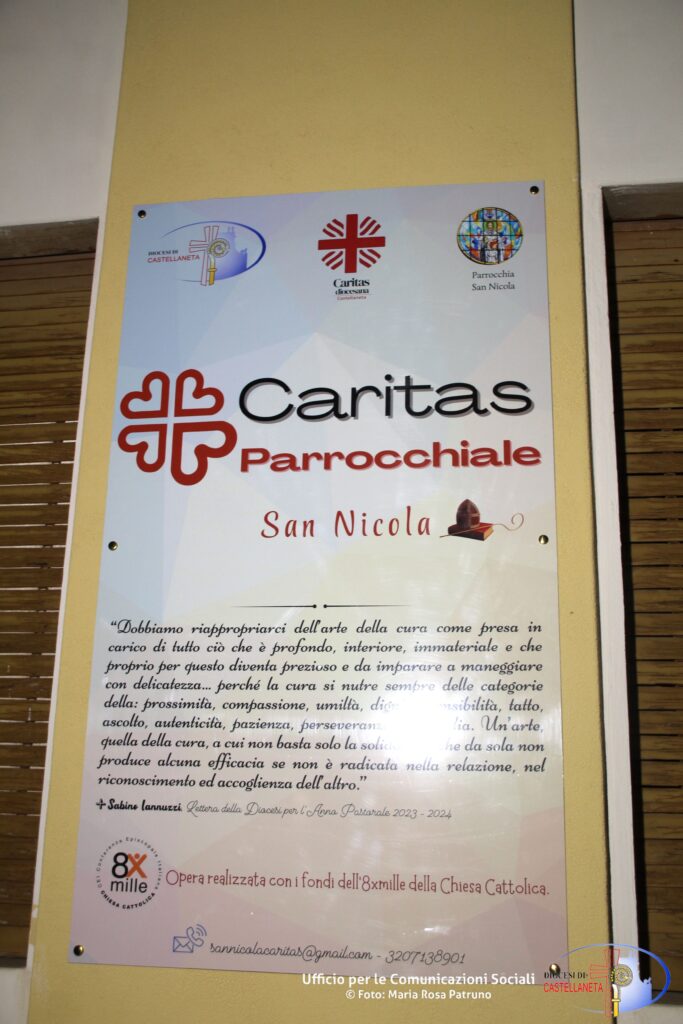 DIOCESI DI
CASTELLANETA
Caritas
diocesana
Castellaneta
Parrocchia
San Nicola
Caritas
Parrocchiale
San Nicola
“Dobbiamo riappropriarci dell'arte della cura come presa in
carico di tutto ciò che è profondo, interiore, immateriale e che
proprio per questo diventa prezioso e da imparare a maneggiare
con delicatezza... perché la cura si nutre sempre delle categorie
della: prossimità, compassione, umiltà, tatto,
ascolto, autenticità, pazienza, Un'arte,
quella della cura, a cui non basta solo la che da sola non
produce alcuna efficacia se non è radicata nella relazione, nel
riconoscimento ed accoglienza dell'altro.”
Sabino Iannuzzi, Lettera della Diocesi per l'Anno Pastorale 2023 - 2024
CEI Conferenza Episcopale Italiana
8x
mille
CHIESA CATTOLICA
Opera realizzata con i fondi dell'8xmille della Chiesa Cattolica.
sannicolacaritas@gmail.com - 3207138901
Ufficio per le Comunicazioni Sociali
© Foto: Maria Rosa Patruno
DIOCESI DI
CASTELLANETA